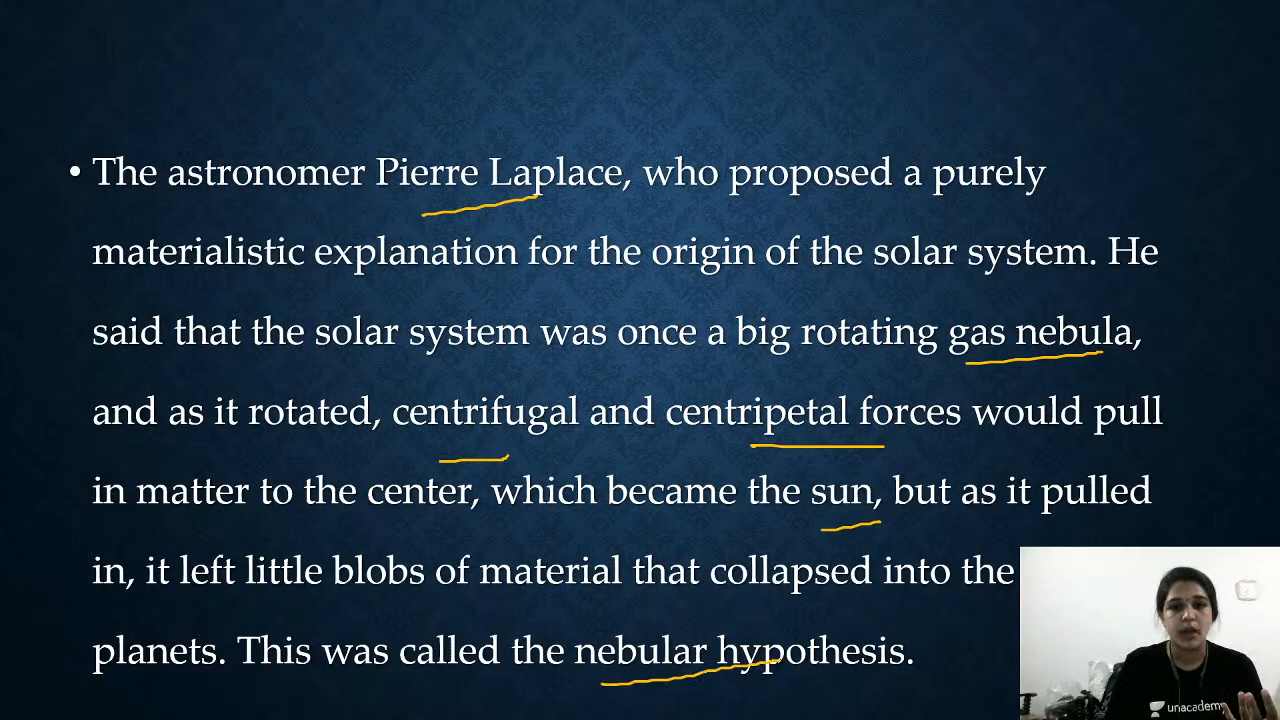 • The astronomer Pierre Laplace, who proposed a purely
materialistic explanation for the origin of the solar system. He
said that the solar system was once a big rotating gas nebula,
and as it rotated, centrifugal and centripetal forces would pull
in matter to the center, which became the sun, but as it pulled
in, it left little blobs of material that collapsed into the
planets. This was called the nebular hypothesis.
unacademy